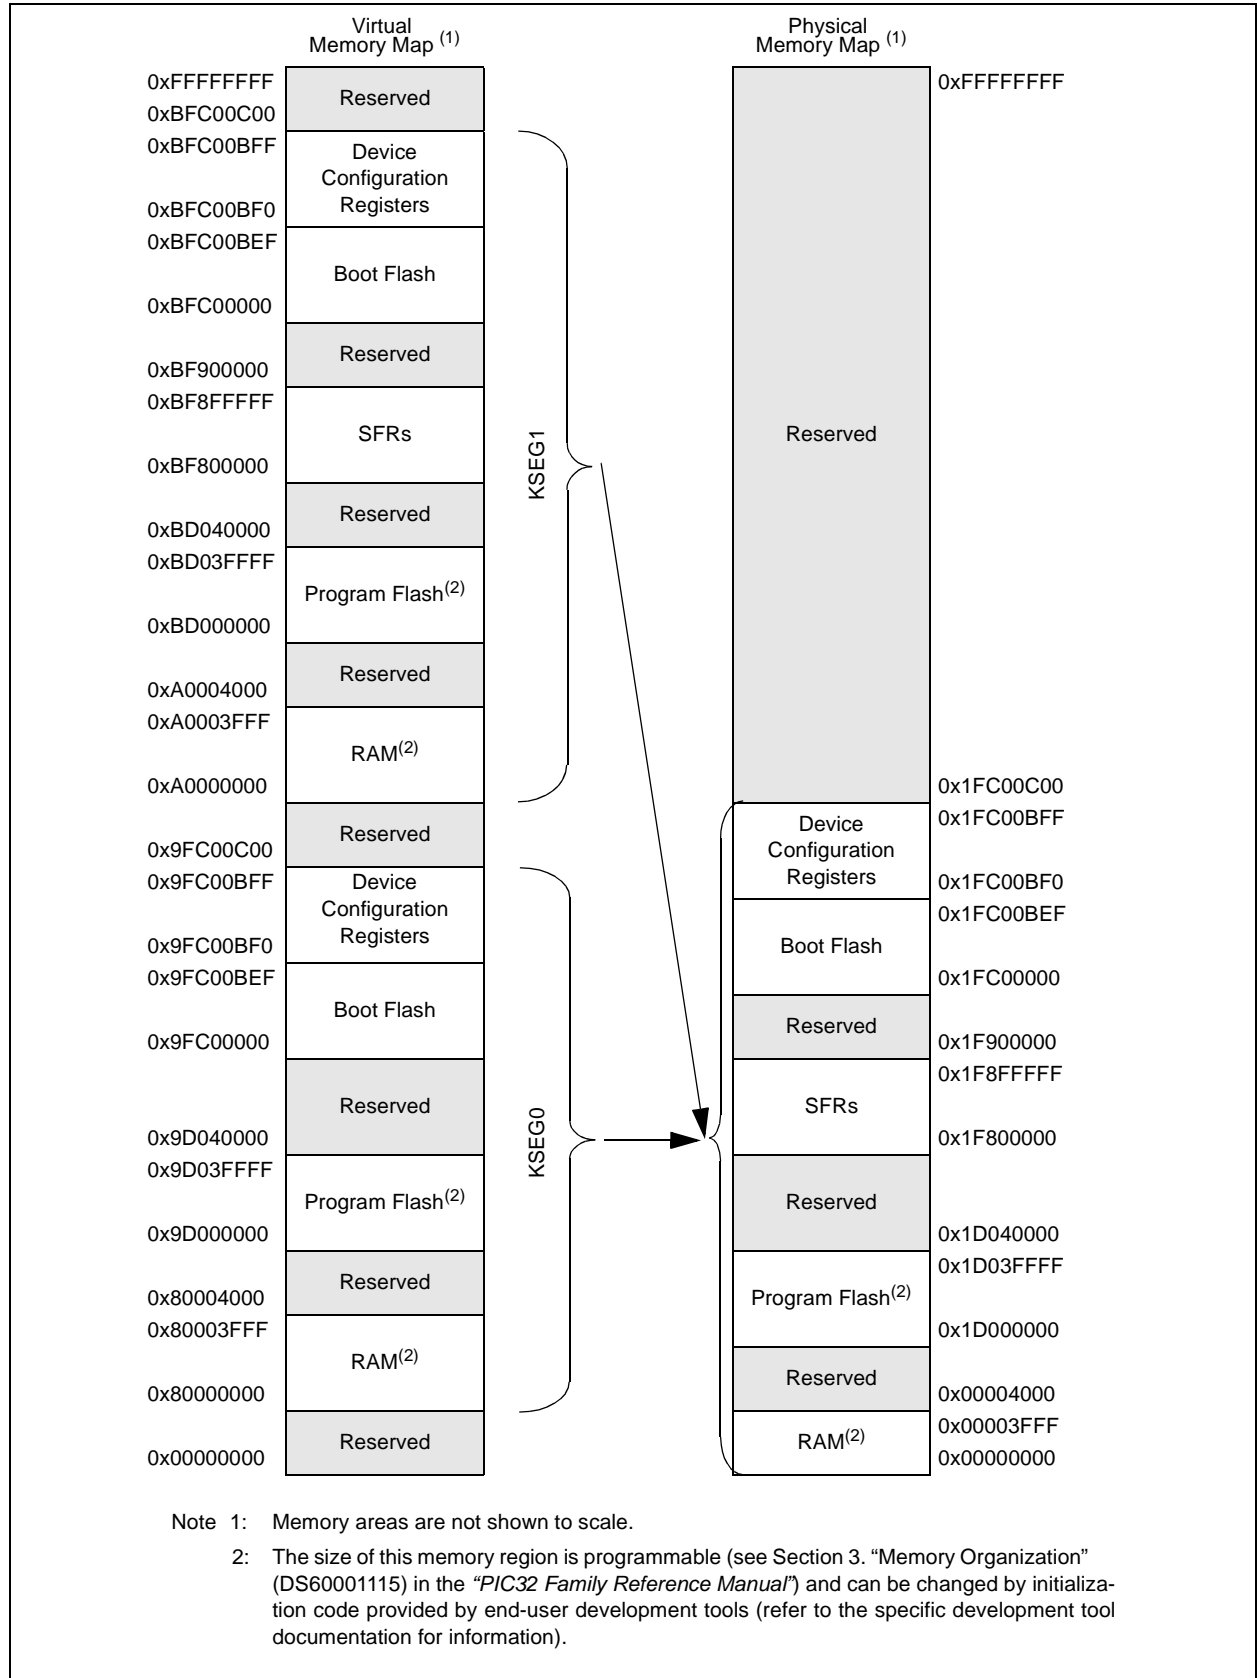 Virtual
Memory Map (1)
0xFFFFFFFF
Reserved
0xBFC00C00
0xBFC00BFF
Device
Configuration
Registers
0xBFC00BF0
0xBFC00BEF
Boot Flash
0xBFC00000
Reserved
0xBF900000
0xBF8FFFFF
SFRs
0xBF800000
Reserved
0xBD040000
0xBD03FFFF
Program Flash(2)
0xBD000000
Reserved
0xA0004000
0xA0003FFF
RAM(2)
0xA0000000
Reserved
0x9FC00C00
0x9FC00BFF
Device
Configuration
Registers
0x9FC00BF0
0x9FC00BEF
Boot Flash
0x9FC00000
Reserved
0x9D040000
0x9D03FFFF
Program Flash(2)
0x9D000000
Reserved
0x80004000
0x80003FFF
RAM(2)
0x80000000
Reserved
0x00000000
KSEG1
KSEG0
Physical
Memory Map (1)
0xFFFFFFFF
Reserved
0x1FC00C00
0x1FC00BFF
Device
Configuration
Registers
0x1FC00BF0
0x1FC00BEF
Boot Flash
0x1FC00000
Reserved
0x1F900000
0x1F8FFFFF
SFRs
0x1F800000
Reserved
0x1D040000
0x1D03FFFF
Program Flash(2)
0x1D000000
Reserved
0x00004000
0x00003FFF
RAM(2)
0x00000000
Note 1: Memory areas are not shown to scale.
2: The size of this memory region is programmable (see Section 3. “Memory Organization”
(DS60001115) in the “PIC32 Family Reference Manual”) and can be changed by initializa-
tion code provided by end-user development tools (refer to the specific development tool
documentation for information).